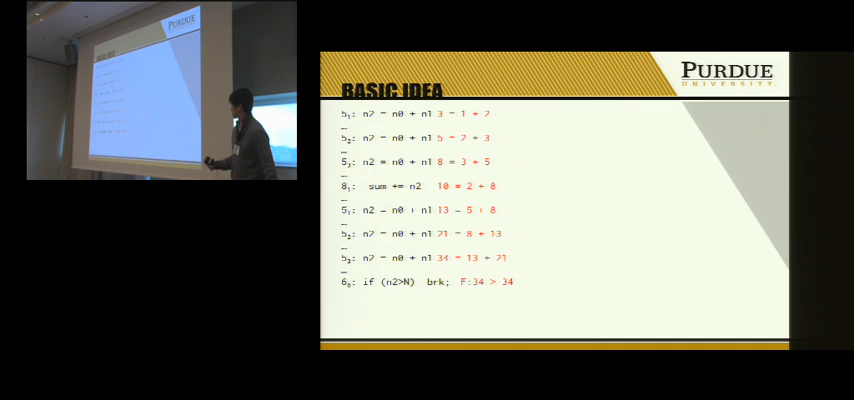 PURDUE
BASIC IDEA
PURDUE
UNIVERSITY
5₁: n2 = n0 + n1 3 = 1 + 2
…
5₂: n2 = n0 + n1 5 = 2 + 3
…
5₃: n2 = n0 + n1 8 = 3 + 5
…
8₁: sum += n2 10 = 2 + 8
…
5₁: n2 = n0 + n1 13 = 5 + 8
…
5₂: n2 = n0 + n1 21 = 8 + 13
…
5₃: n2 = n0 + n1 34 = 13 + 21
…
if (n2>N) brk; F:34 > 34